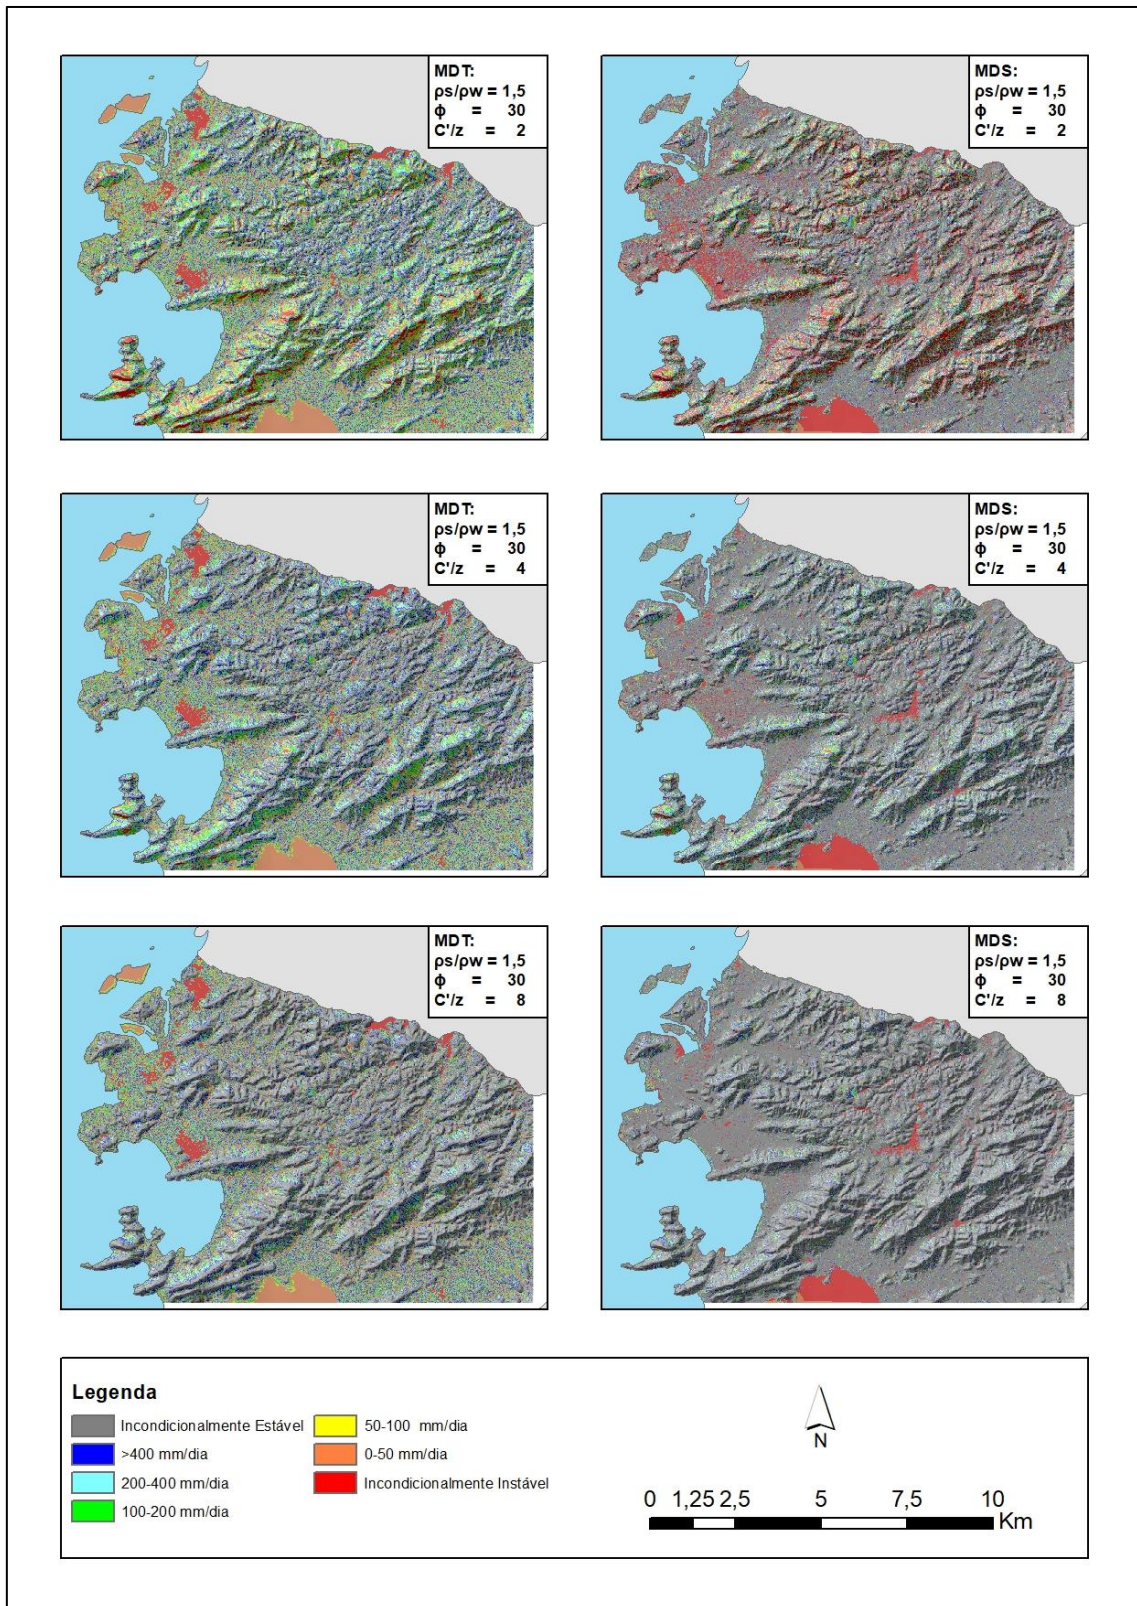 MDT:
ρs/ρw = 1,5
ϕ = 30
C'/z = 2
MDS:
ρs/ρw = 1,5
ϕ = 30
C'/z = 2
MDT:
ρs/ρw = 1,5
ϕ = 30
C'/z = 4
MDS:
ρs/ρw = 1,5
ϕ = 30
C'/z = 4
MDT:
ρs/ρw = 1,5
ϕ = 30
C'/z = 8
MDS:
ρs/ρw = 1,5
ϕ = 30
C'/z = 8
Legenda
Incondicionalmente Estável
>400 mm/dia
200-400 mm/dia
100-200 mm/dia
50-100 mm/dia
0-50 mm/dia
Incondicionalmente Instável
N
0 1,25 2,5 5 7,5 10
Km